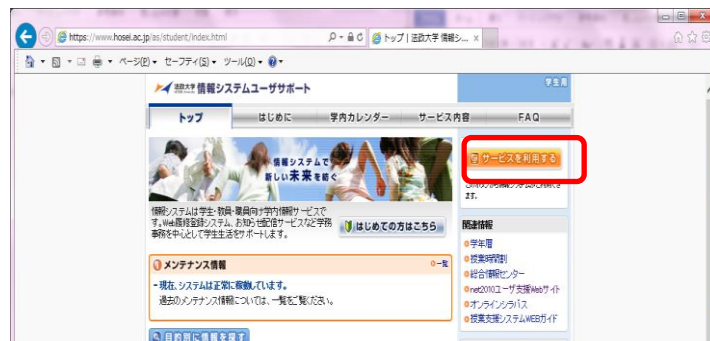 https://www.hosei.ac.jp/as/student/index.html
トップ | 法政大学 情報シ...
ページ(P) セーフティ(S) ツール(O)
法政大学 情報システムユーザサポート
学生用
トップ はじめに 学内カレンダー サービス内容 FAQ
情報システムで
新しい未来を紡ぐ
サービスを利用する
ます。
情報システムは学生・教員・職員向け学内情報サービスで
す。Web履修登録システム、お知らせ配信サービスなど学務
事務を中心として学生生活をサポートします。
はじめての方はこちら
関連情報
学年暦
授業時間割
総合情報センター
net2010ユーザ支援Webサイト
オンラインシラバス
授業支援システムWEBガイド
メンテナンス情報
一覧
現在、システムは正常に稼働しています。
過去のメンテナンス情報については、一覧をご覧ください。
目的別に情報を探す